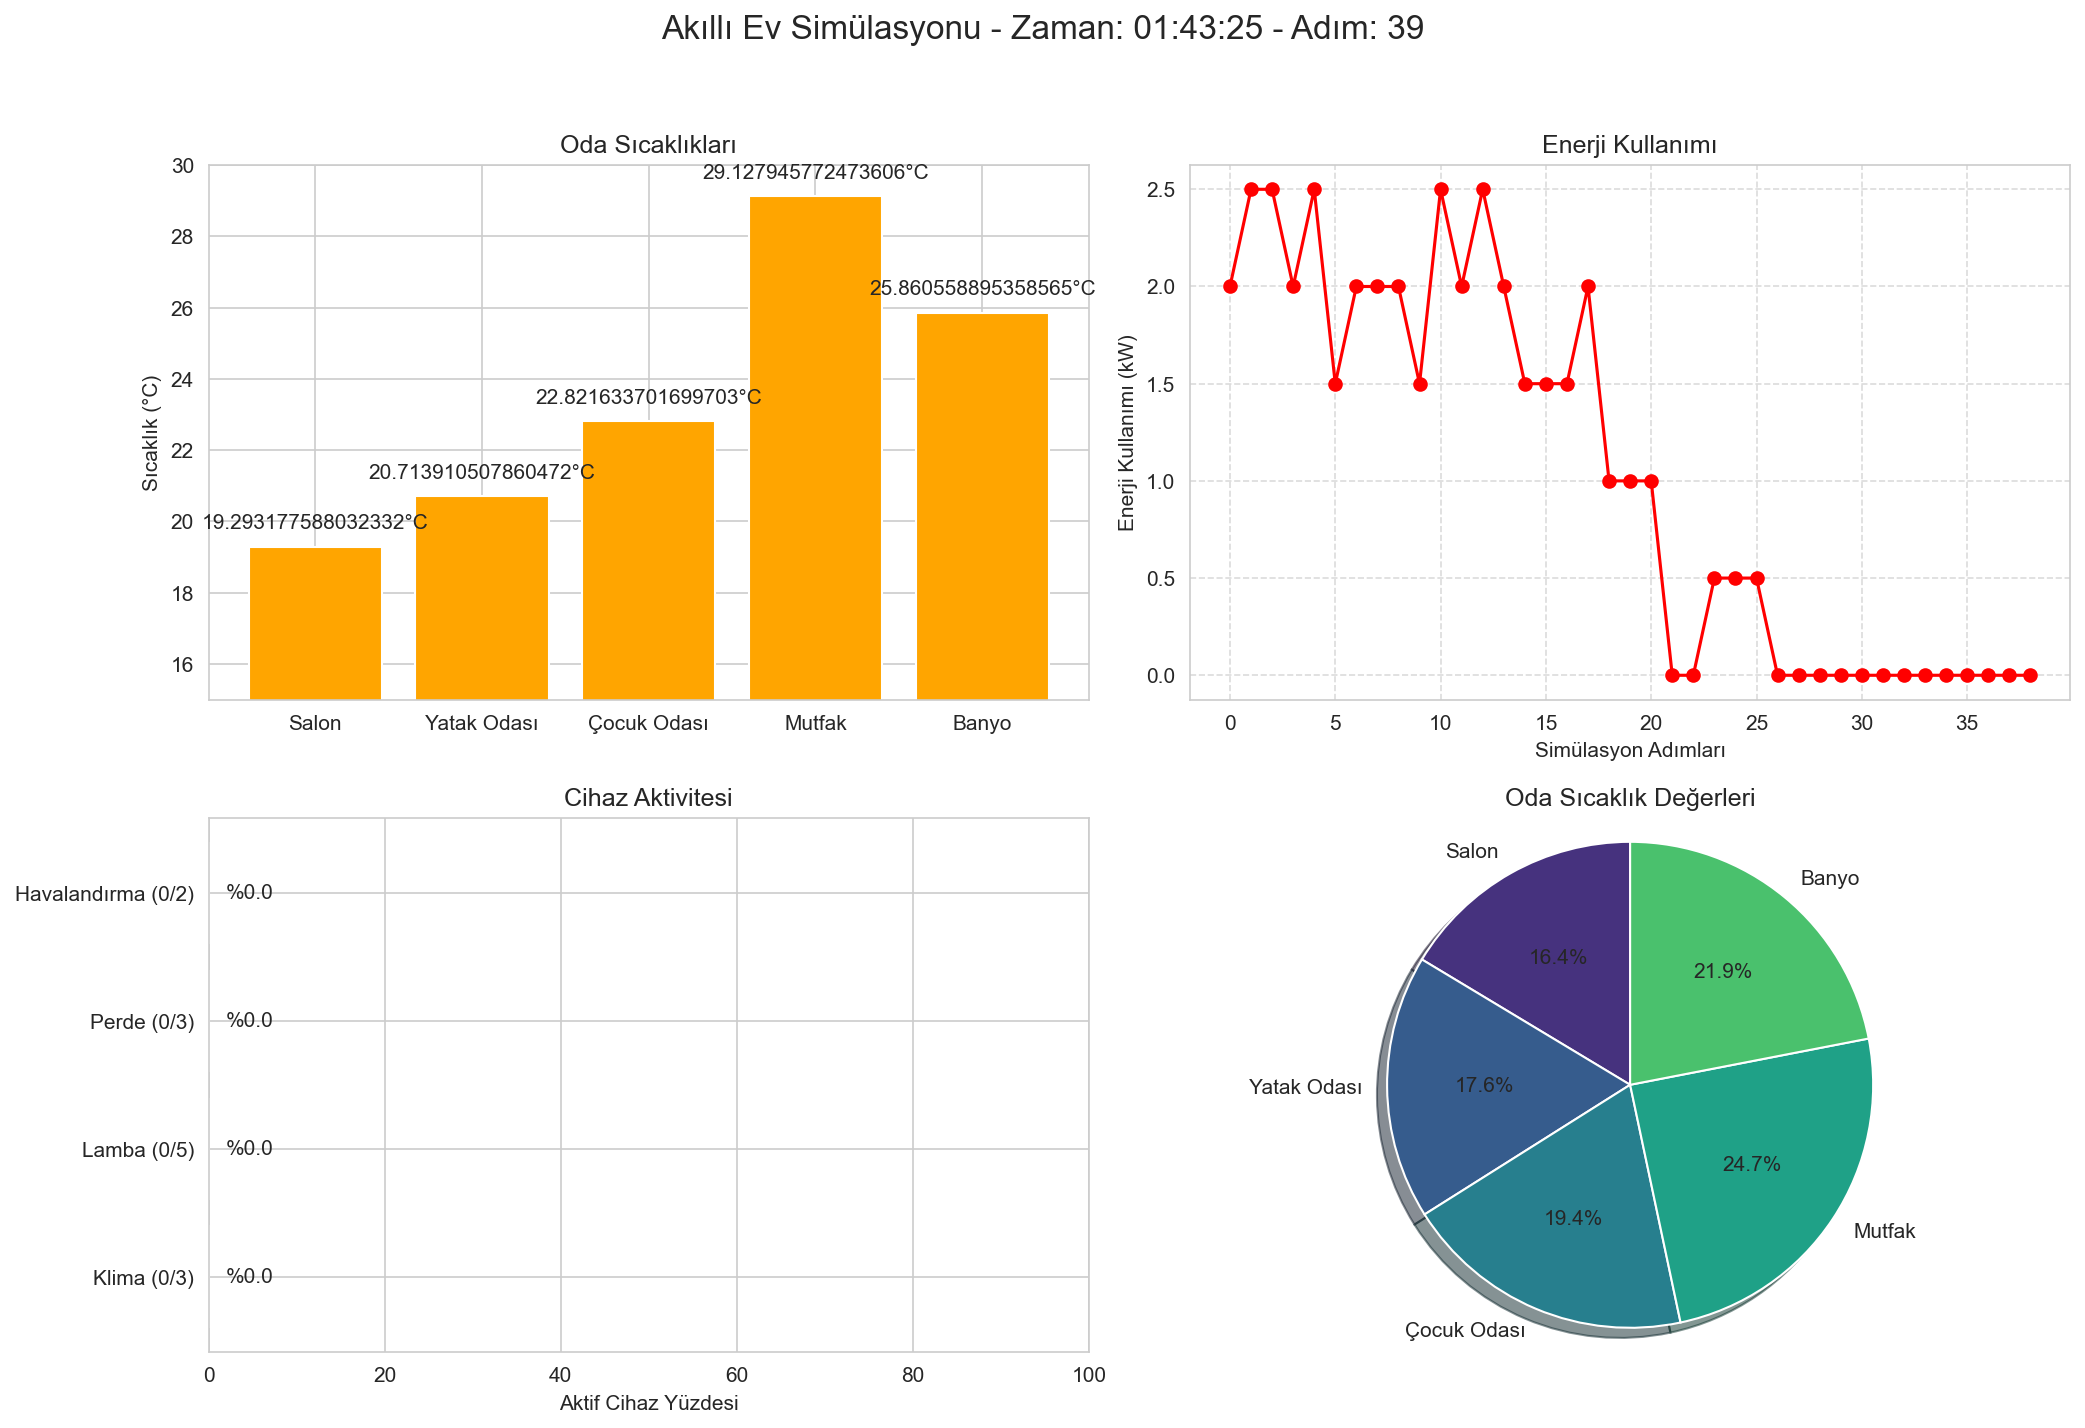 Akıllı Ev Simülasyonu - Zaman: 01:43:25 - Adım: 39
Oda Sıcaklıkları
30
28
26
24
22
20
18
16
Sıcaklık (°C)
19.293177588032332°C
20.713910507860472°C
22.821633701699703°C
29.127945772473606°C
25.860558895358565°C
Salon
Yatak Odası
Çocuk Odası
Mutfak
Banyo
Enerji Kullanımı
2.5
2.0
1.5
1.0
0.5
0.0
Enerji Kullanımı (kW)
0
5
10
15
20
25
30
35
Simülasyon Adımları
Cihaz Aktivitesi
Havalandırma (0/2)
%0.0
Perde (0/3)
%0.0
Lamba (0/5)
%0.0
Klima (0/3)
%0.0
0
20
40
60
80
100
Aktif Cihaz Yüzdesi
Oda Sıcaklık Değerleri
Salon
16.4%
Yatak Odası
17.6%
Çocuk Odası
19.4%
Mutfak
24.7%
Banyo
21.9%